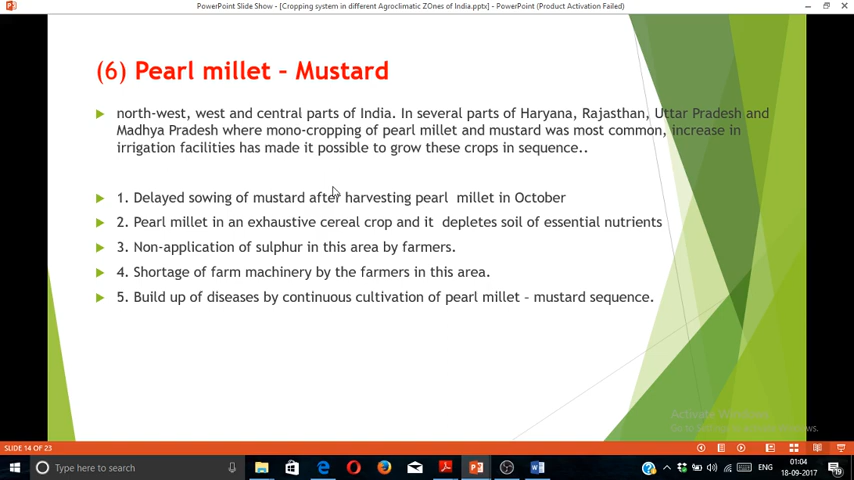 PowerPoint Slide Show - [Cropping system in different Agroclimatic ZOnes of India.pptx] - PowerPoint (Product Activation Failed)
(6) Pearl millet – Mustard
north-west, west and central parts of India. In several parts of Haryana, Rajasthan, Uttar Pradesh and
Madhya Pradesh where mono-cropping of pearl millet and mustard was most common, increase in
irrigation facilities has made it possible to grow these crops in sequence..
1. Delayed sowing of mustard after harvesting pearl millet in October
2. Pearl millet in an exhaustive cereal crop and it depletes soil of essential nutrients
3. Non-application of sulphur in this area by farmers.
4. Shortage of farm machinery by the farmers in this area.
5. Build up of diseases by continuous cultivation of pearl millet – mustard sequence.
Activate Windows
Go to Settings to activate Windows.
SLIDE 14 OF 23
Type here to search
ENG
01:04
18-09-2017
19